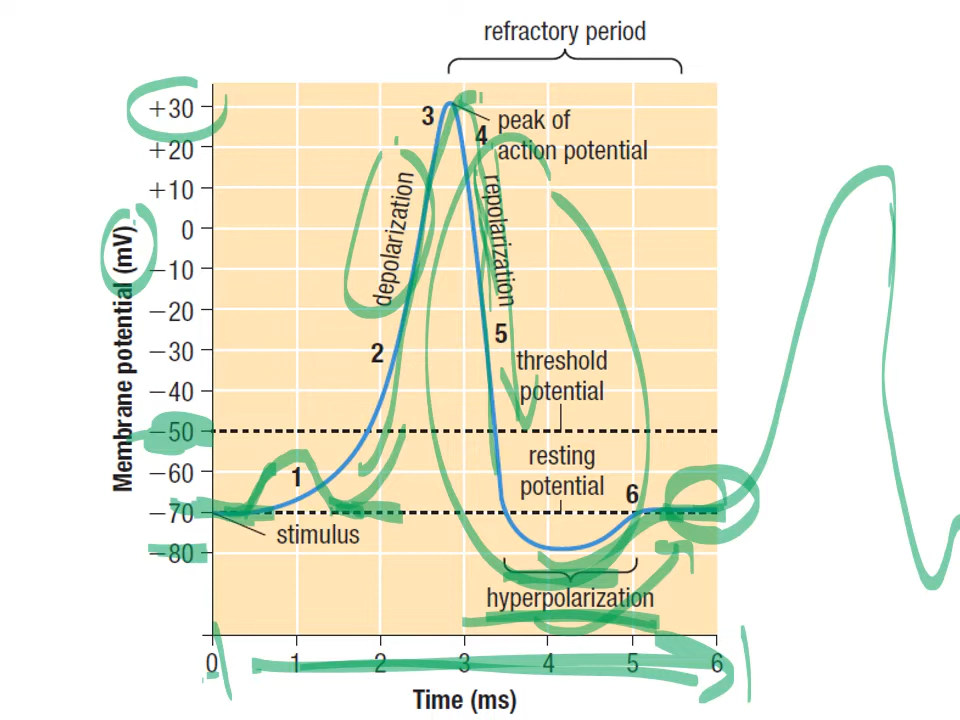 refractory period
+30
+20
+10
0
−10
−20
−30
−40
−50
−60
−70
−80
Membrane potential (mV)
3
4
peak of
action potential
depolarization
repolarization
2
5
threshold
potential
1
resting
potential
6
stimulus
hyperpolarization
0 1 2 3 4 5 6
Time (ms)